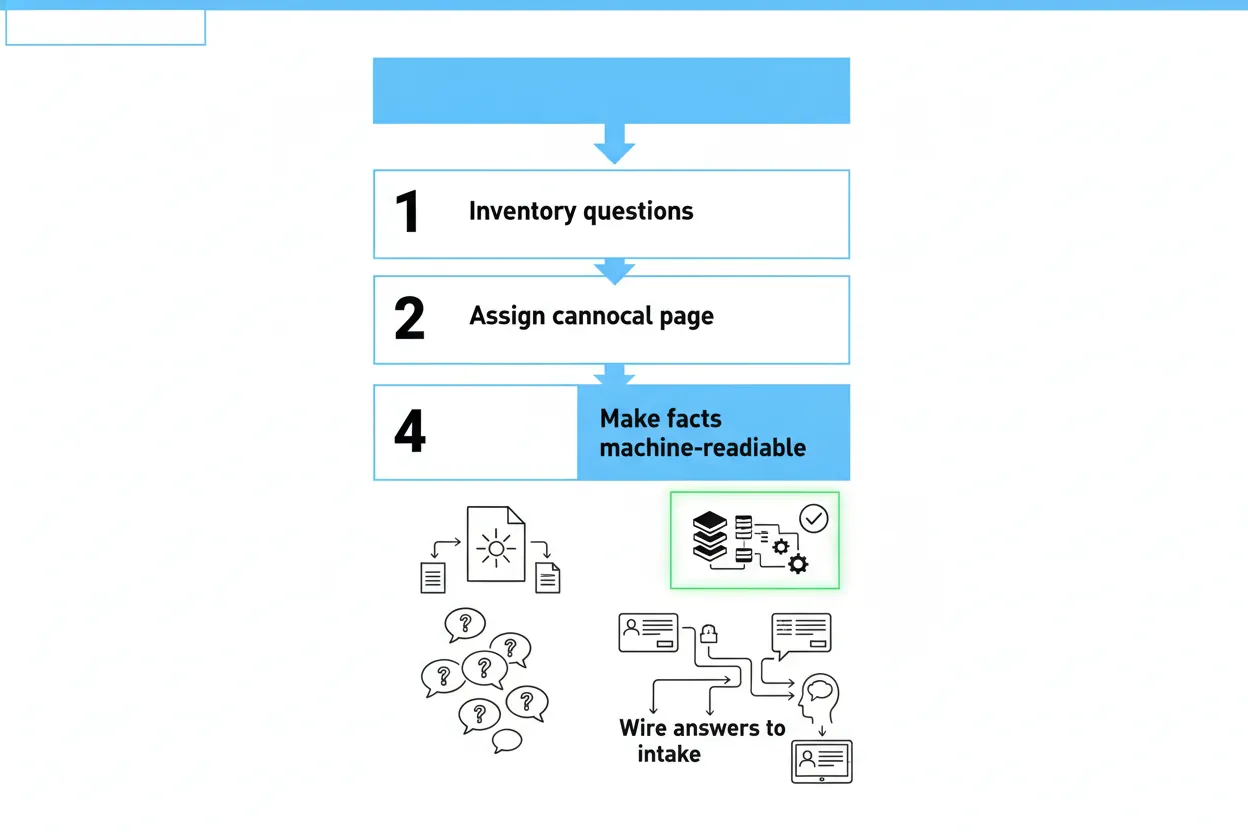 1
Inventory questions
2
Assign cannocal page
4
Make facts
machine-readiable
?
?
?
?
?
?
Wire answers to
intake